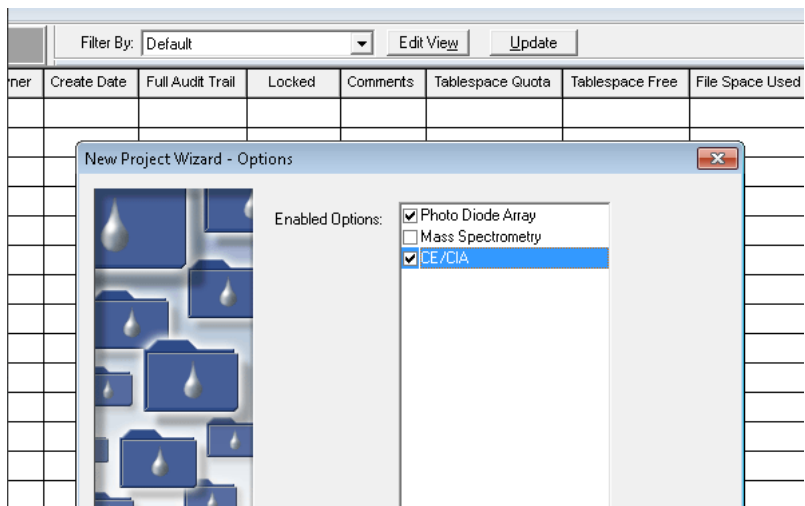 Filter By: Default Edit View Update
ner Create Date Full Audit Trail Locked Comments Tablespace Quota Tablespace Free File Space Used
New Project Wizard - Options
Enabled Options: Photo Diode Array
Mass Spectrometry
CE/CIA